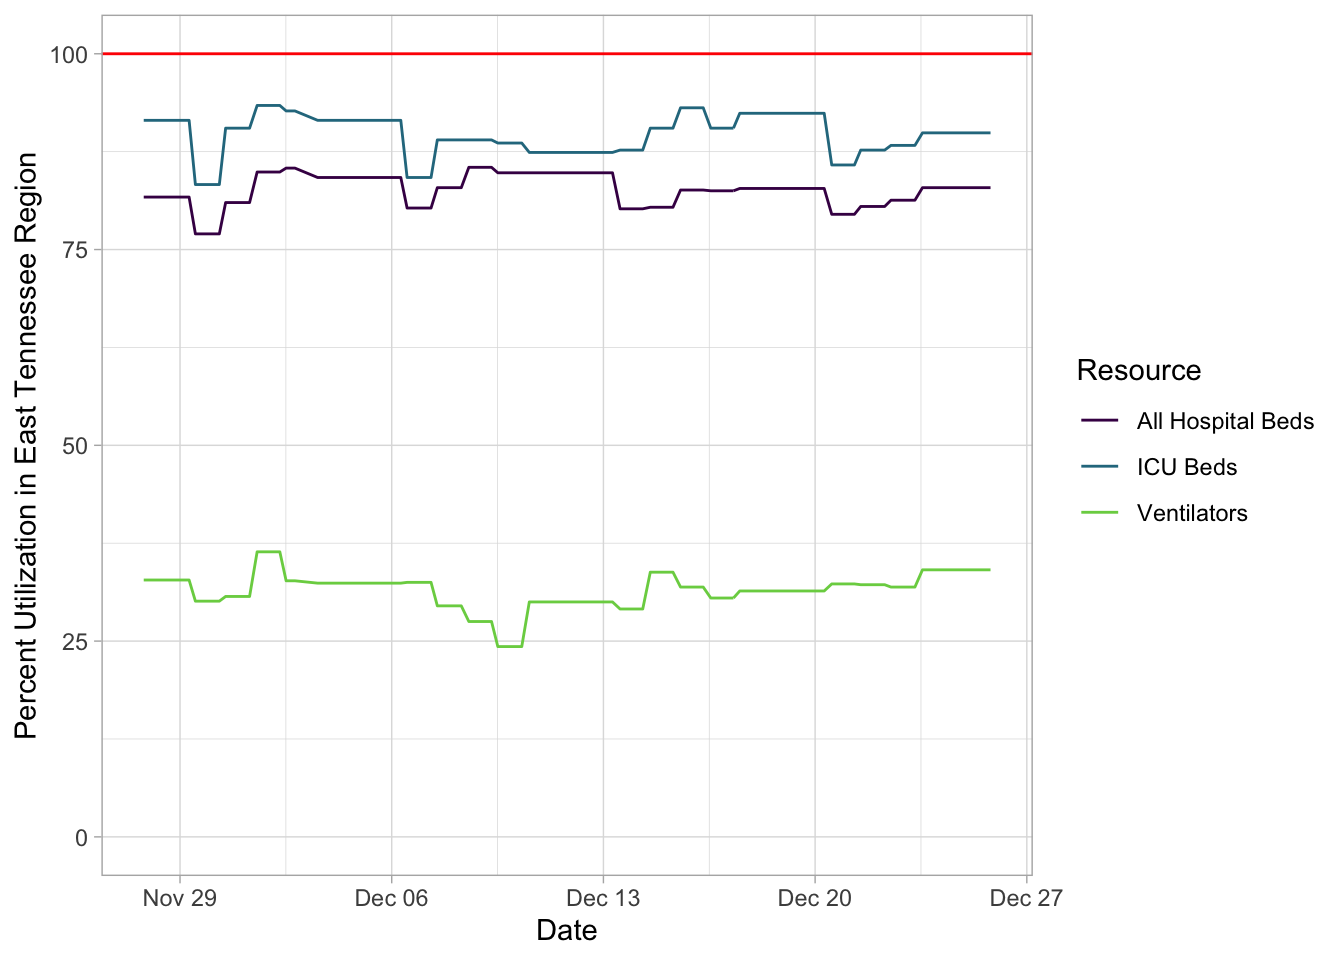 Percent Utilization in East Tennessee Region
100
75
50
25
0
Nov 29
Dec 06
Dec 13
Dec 20
Dec 27
Date
Resource
All Hospital Beds
ICU Beds
Ventilators